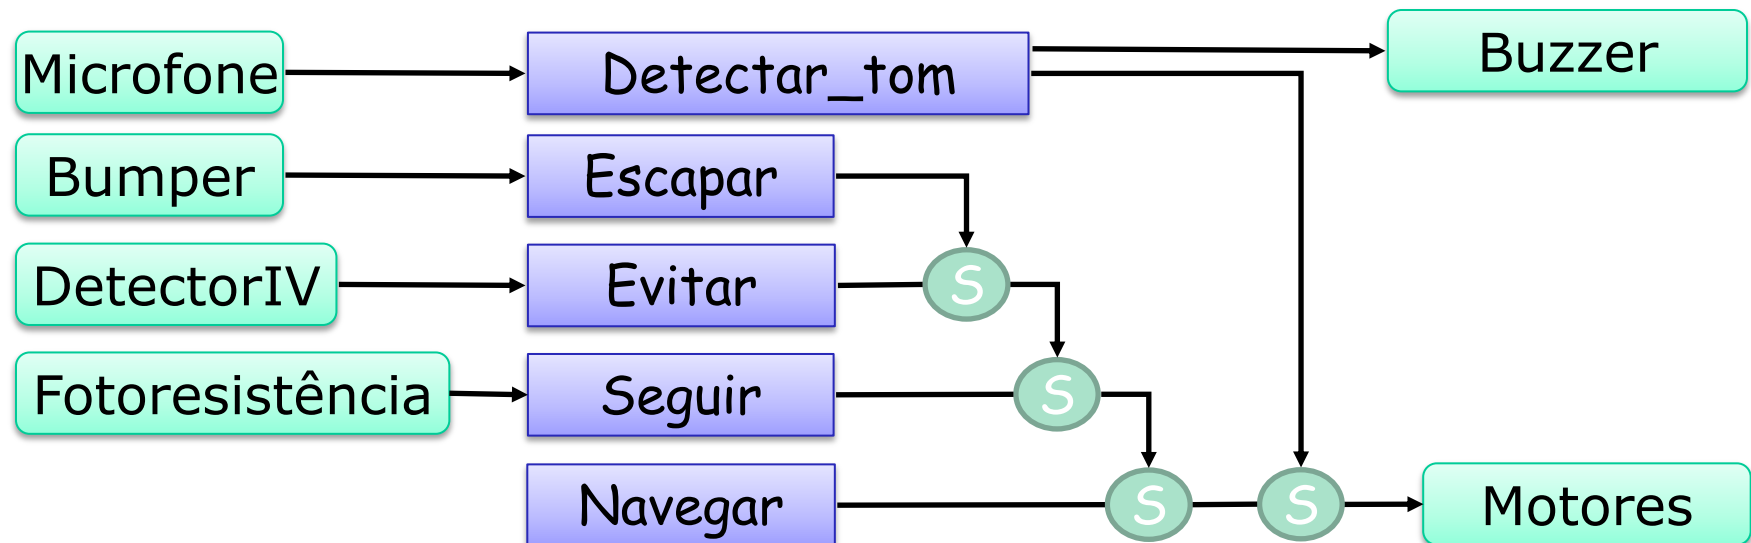 Microfone
Detectar_tom
Buzzer
Bumper
Escapar
DetectorIV
Evitar
S
Fotoresistência
Seguir
S
Navegar
S
S
Motores